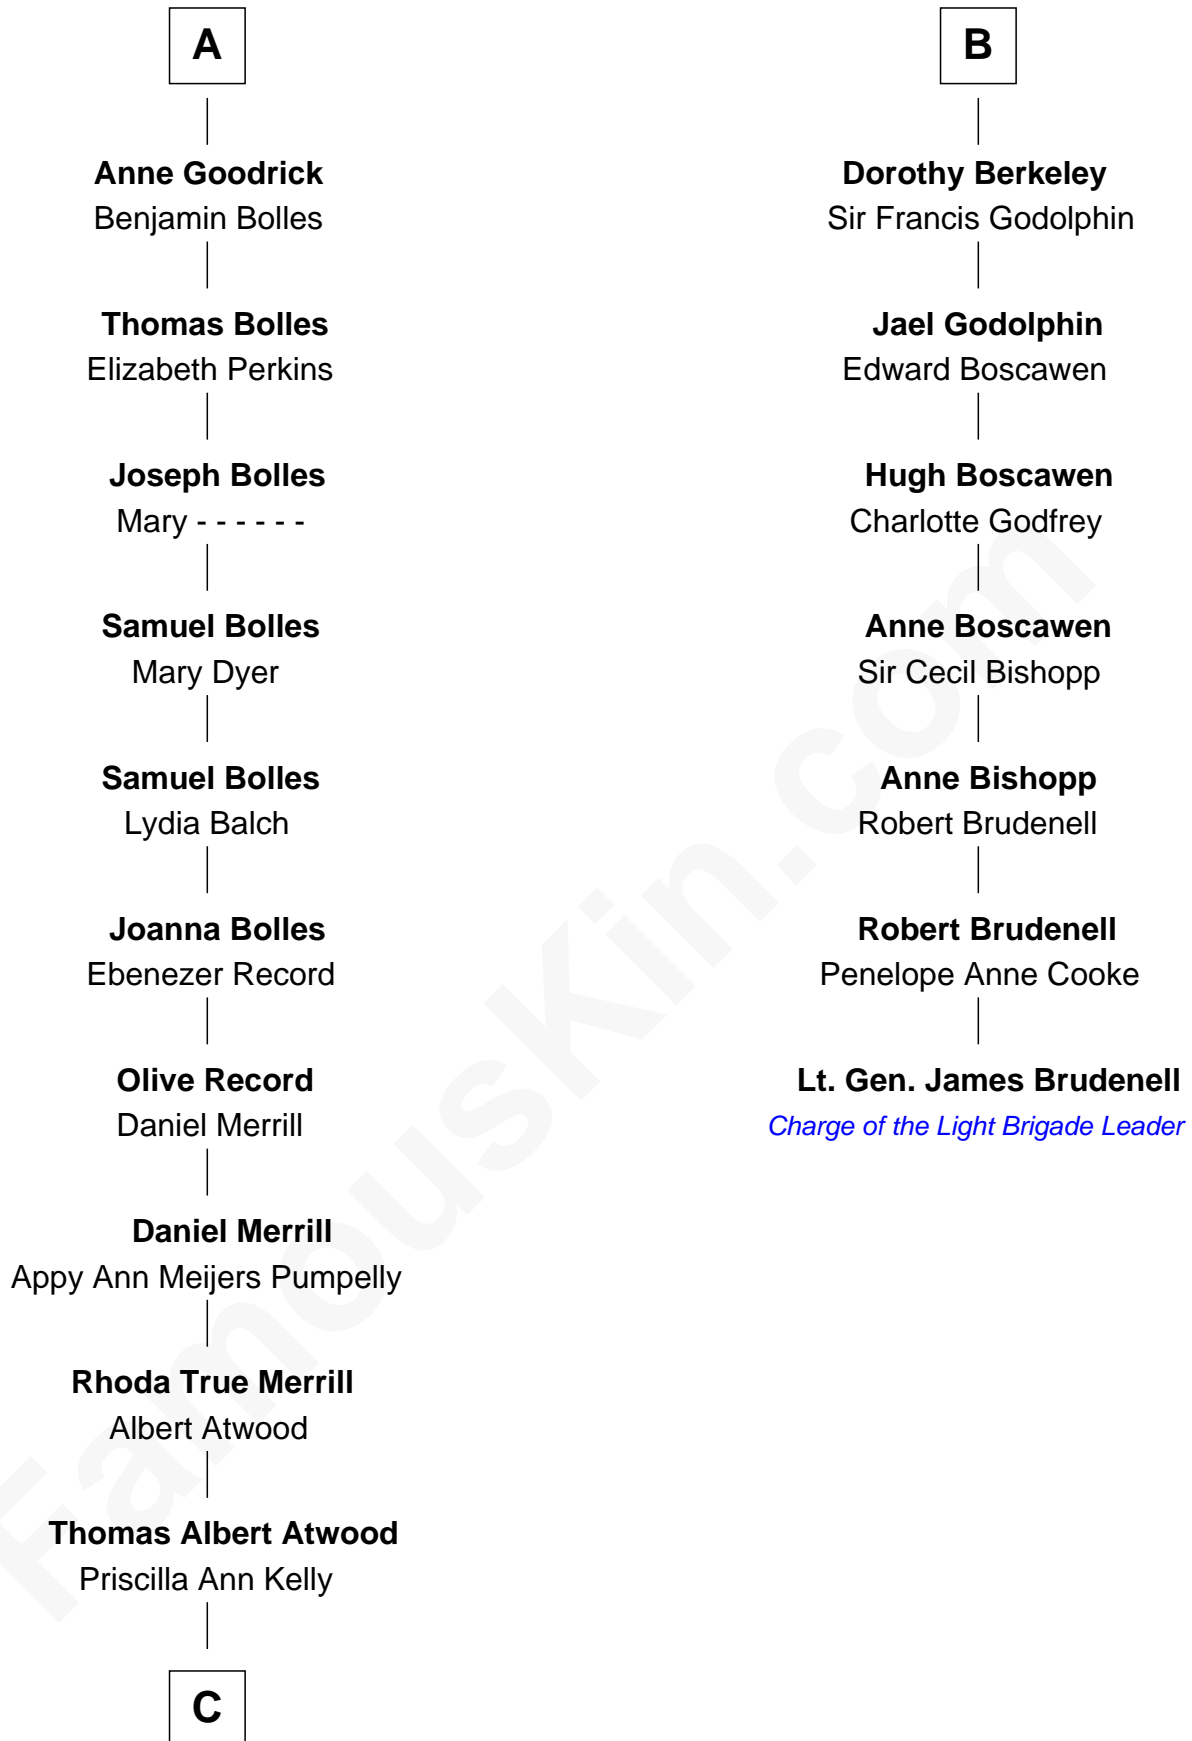 A
Anne Goodrick
Benjamin Bolles
Thomas Bolles
Elizabeth Perkins
Joseph Bolles
Mary - - - - - -
Samuel Bolles
Mary Dyer
Samuel Bolles
Lydia Balch
Joanna Bolles
Ebenezer Record
Olive Record
Daniel Merrill
Daniel Merrill
Appy Ann Meijers Pumpelly
Rhoda True Merrill
Albert Atwood
Thomas Albert Atwood
Priscilla Ann Kelly
C
B
Dorothy Berkeley
Sir Francis Godolphin
Jael Godolphin
Edward Boscawen
Hugh Boscawen
Charlotte Godfrey
Anne Boscawen
Sir Cecil Bishopp
Anne Bishopp
Robert Brudenell
Robert Brudenell
Penelope Anne Cooke
Lt. Gen. James Brudenell
Charge of the Light Brigade Leader
FamousKin.com